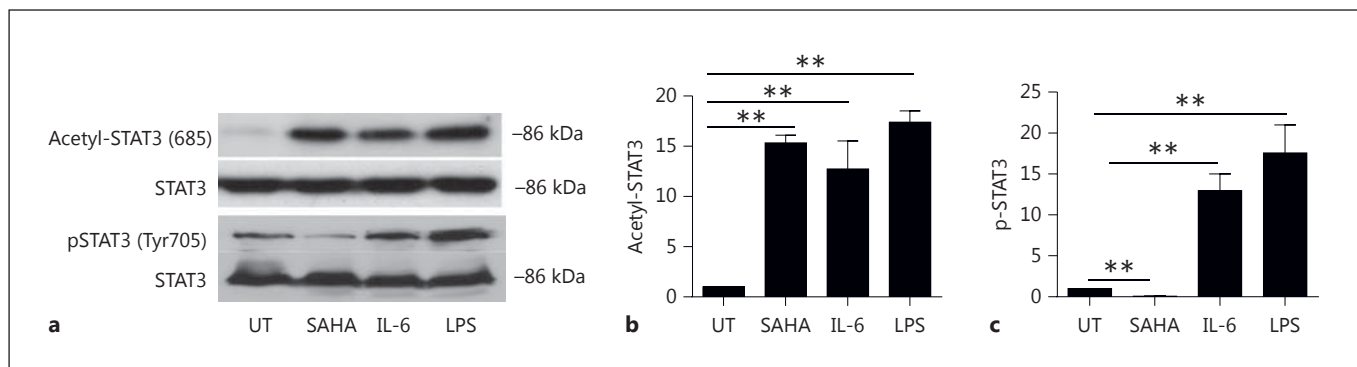 Acetyl-STAT3 (685)
–86 kDa
STAT3
–86 kDa
pSTAT3 (Tyr705)
STAT3
–86 kDa
a
UT SAHA IL-6 LPS
**
**
**
20
15
10
5
0
Acetyl-STAT3
b
UT SAHA IL-6 LPS
25
**
20
**
15
10
5
**
0
p-STAT3
c
UT SAHA IL-6 LPS